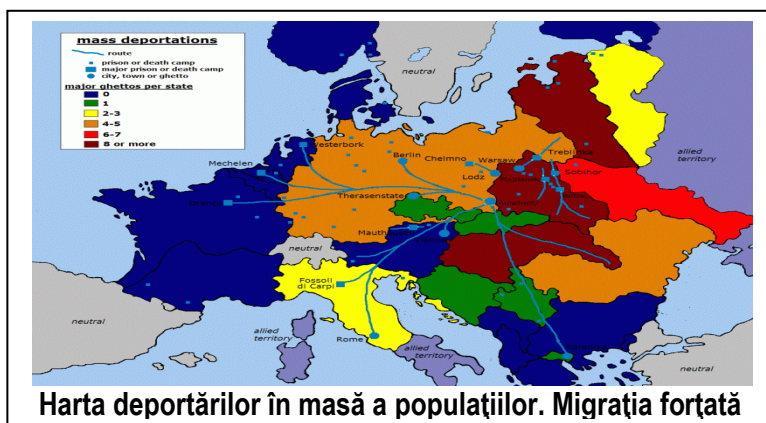 mass deportations
route
prison or death camp
major prison or death camp
city, town or ghetto
major ghettos per state
0
1
2-3
4-5
6-7
8 or more
neutral
allied
territory
Westerbork
Mechelen
Berlin
Chelmno
Warsaw
Treblinka
Lodz
Sobibor
Therasenstate
neutral
Fossoli
di Carpi
Rome
neutral
allied
territory
allied
territory
neutral
Harta deportărilor în masă a populaţiilor. Migraţia forţată